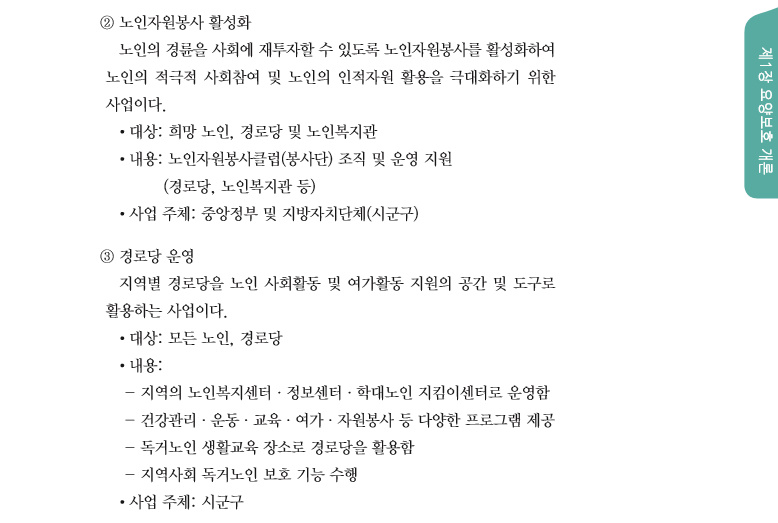 ② 노인자원봉사 활성화
노인의 경륜을 사회에 재투자할 수 있도록 노인자원봉사를 활성화하여
노인의 적극적 사회참여 및 노인의 인적자원 활용을 극대화하기 위한
사업이다.
• 대상: 희망 노인, 경로당 및 노인복지관
• 내용: 노인자원봉사클럽(봉사단) 조직 및 운영 지원
(경로당, 노인복지관 등)
• 사업 주체: 중앙정부 및 지방자치단체(시군구)
③ 경로당 운영
지역별 경로당을 노인 사회활동 및 여가활동 지원의 공간 및 도구로
활용하는 사업이다.
• 대상: 모든 노인, 경로당
• 내용:
– 지역의 노인복지센터 · 정보센터 · 학대노인 지킴이센터로 운영함
– 건강관리 · 운동 · 교육 · 여가 · 자원봉사 등 다양한 프로그램 제공
– 독거노인 생활교육 장소로 경로당을 활용함
– 지역사회 독거노인 보호 기능 수행
• 사업 주체: 시군구
제1장 요양보호 개론